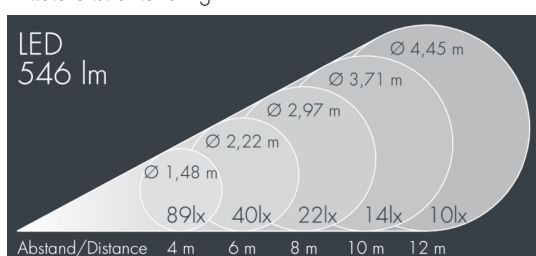 LED
546 lm
Ø 4,45 m
Ø 3,71 m
Ø 2,97 m
Ø 2,22 m
Ø 1,48 m
89lx 40lx 22lx 14lx 10lx
Abstand/Distance 4 m 6 m 8 m 10 m 12 m